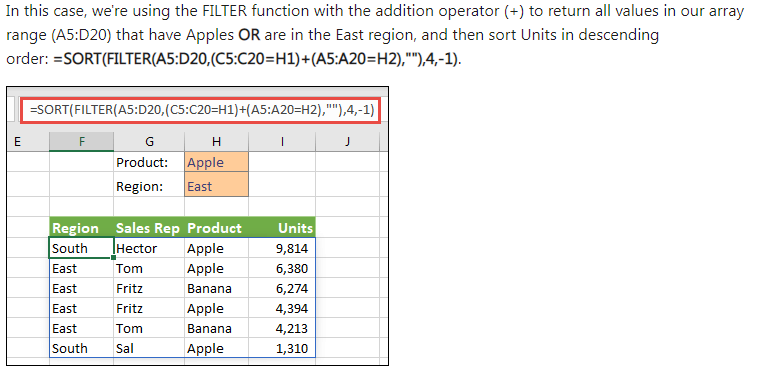 In this case, we're using the FILTER function with the addition operator (+) to return all values in our array
range (A5:D20) that have Apples OR are in the East region, and then sort Units in descending
order: =SORT(FILTER(A5:D20,(C5:C20=H1)+(A5:A20=H2),""),4,-1).
=SORT(FILTER(A5:D20,(C5:C20=H1)+(A5:A20=H2),""),4,-1)
E F G H I J
Product: Apple
Region: East
Region Sales Rep Product Units
South Hector Apple 9,814
East Tom Apple 6,380
East Fritz Banana 6,274
East Fritz Apple 4,394
East Tom Banana 4,213
South Sal Apple 1,310